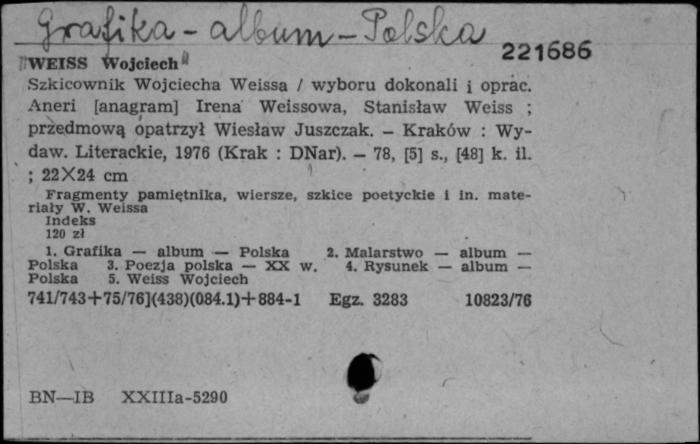 Grafika - album - Polska
221686
"WEISS Wojciech"
Szkicownik Wojciecha Weissa / wyboru dokonali i oprac.
Aneri [anagram] Irena Weissowa, Stanisław Weiss ;
przedmową opatrzył Wiesław Juszczak. — Kraków : Wy-
daw. Literackie, 1976 (Krak : DNar). — 78, [5] s., [48] k. il.
; 22X24 cm
Fragmenty pamiętnika, wiersze, szkice poetyckie i in. mate-
riały W. Weissa
Indeks
120 zł
1. Grafika — album — Polska 2. Malarstwo — album —
Polska 3. Poezja polska — XX w. 4. Rysunek — album —
Polska 5. Weiss Wojciech
741/743+75/76](438)(084.1)+884-1 Egz. 3283 10823/76
BN—IB XXIIIa-5290